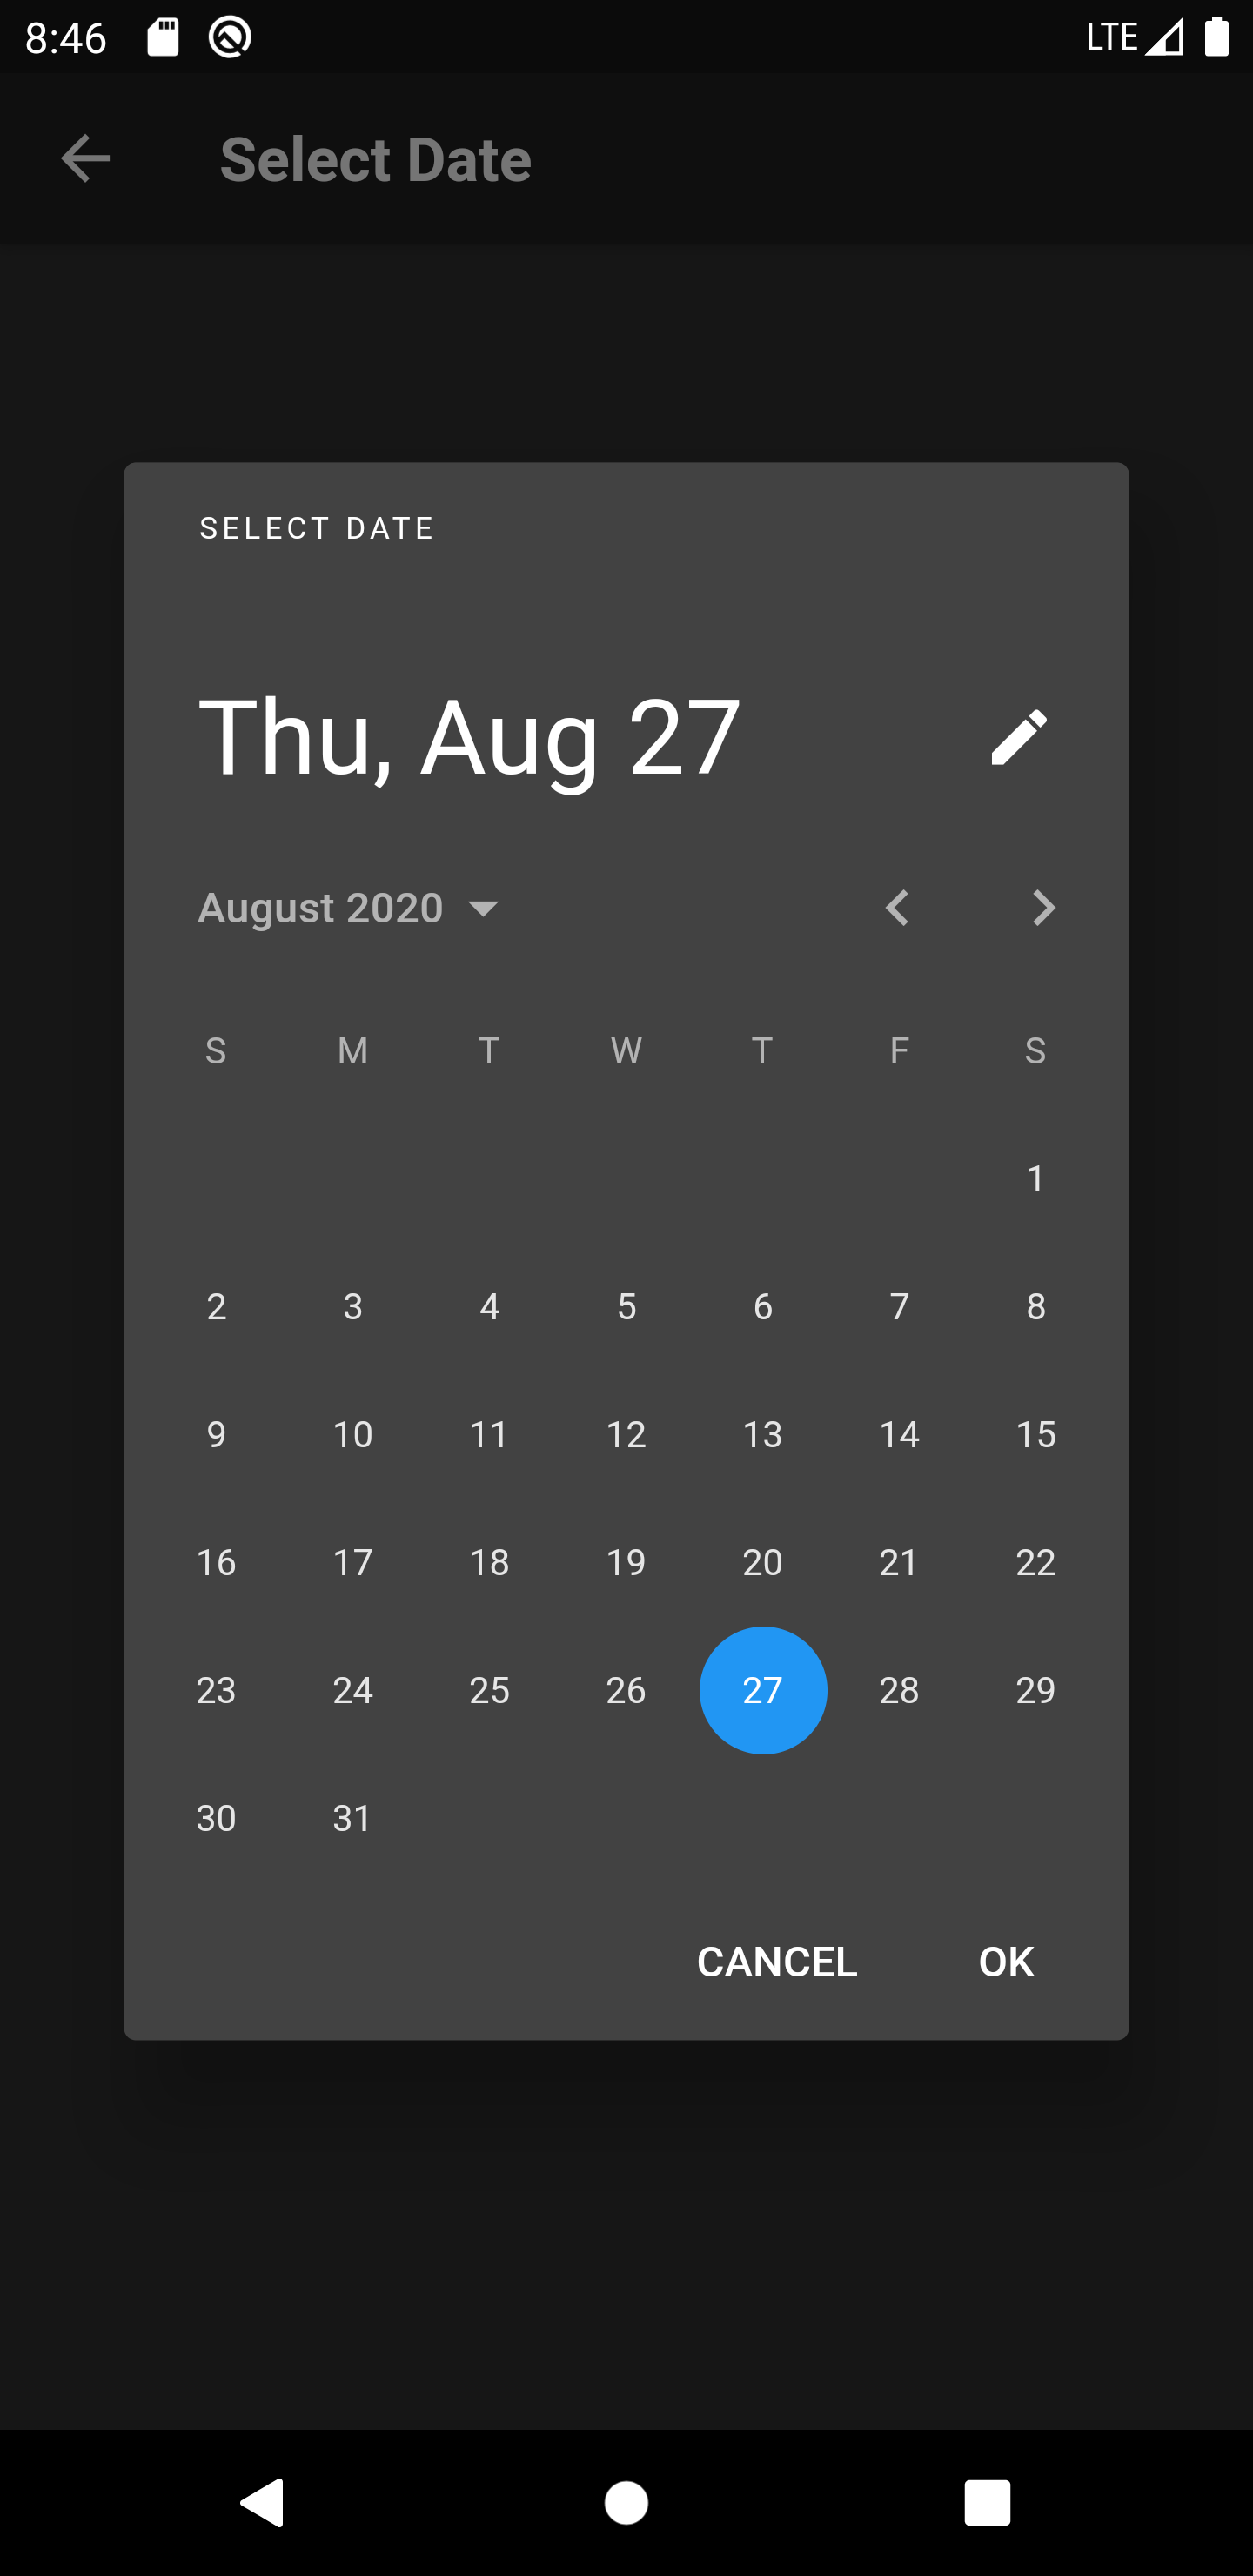 8:46 LTE
Select Date
SELECT DATE
Thu, Aug 27
August 2020
S M T W T F S
1
2 3 4 5 6 7 8
9 10 11 12 13 14 15
16 17 18 19 20 21 22
23 24 25 26 27 28 29
30 31
CANCEL OK